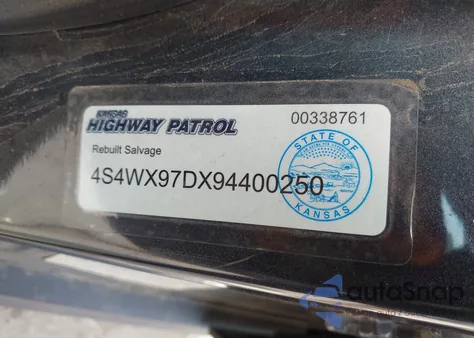 KANSAS
HIGHWAY PATROL
00338761
Rebuilt Salvage
STATE OF
KANSAS
4S4WX97DX94400250
autoSnap